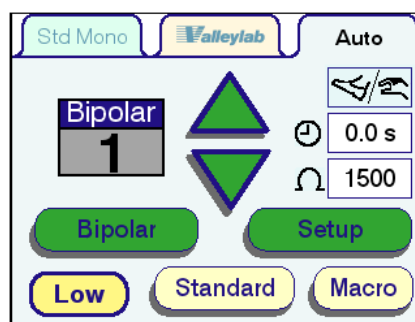 Std Mono Valleylab Auto
Bipolar
1
0.0 s
Ω 1500
Bipolar Setup
Low Standard Macro